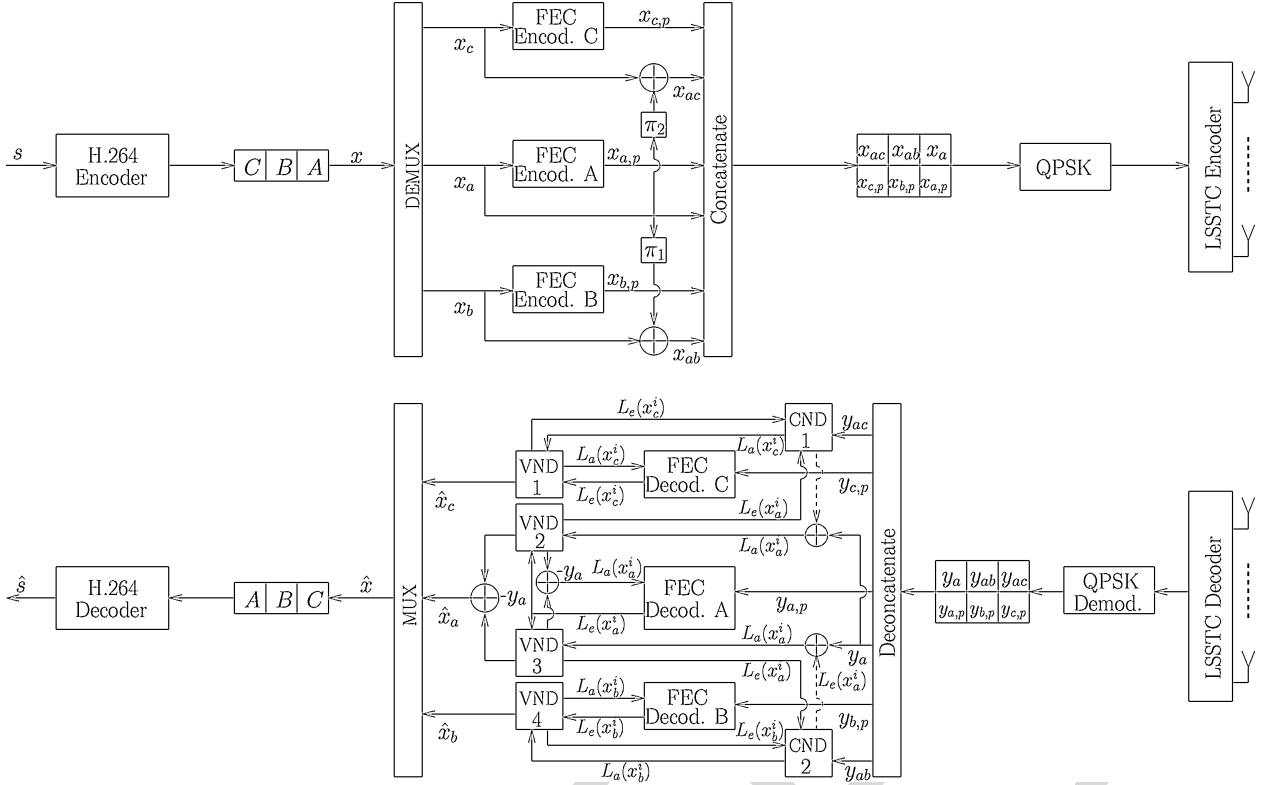 s
H.264
Encoder
C B A
x
DEMUX
x_c
FEC
Encod. C
x_{c,p}
x_{ac}
π_2
x_a
FEC
Encod. A
x_{a,p}
π_1
x_b
FEC
Encod. B
x_{b,p}
x_{ab}
Concatenate
x_{ac} x_{ab} x_a
x_{c,p} x_{b,p} x_{a,p}
QPSK
LSSTC Encoder
ŝ
H.264
Decoder
A B C
x̂
MUX
x̂_c
x̂_a
x̂_b
L_e(x_c^i)
L_a(x_c^i)
CND
1
y_{ac}
VND
1
L_a(x_c^i)
L_e(x_c^i)
FEC
Decod. C
y_{c,p}
VND
2
L_e(x_a^i)
L_a(x_a^i)
-y_a
-y_a
L_a(x_a^i)
L_e(x_a^i)
FEC
Decod. A
y_{a,p}
VND
3
L_a(x_a^i)
L_e(x_a^i)
L_e(x_a^i)
y_a
VND
4
L_a(x_b^i)
L_e(x_b^i)
FEC
Decod. B
y_{b,p}
L_e(x_b^i)
L_a(x_b^i)
CND
2
y_{ab}
Deconcatenate
y_a y_{ab} y_{ac}
y_{a,p} y_{b,p} y_{c,p}
QPSK
Demod.
LSSTC Decoder